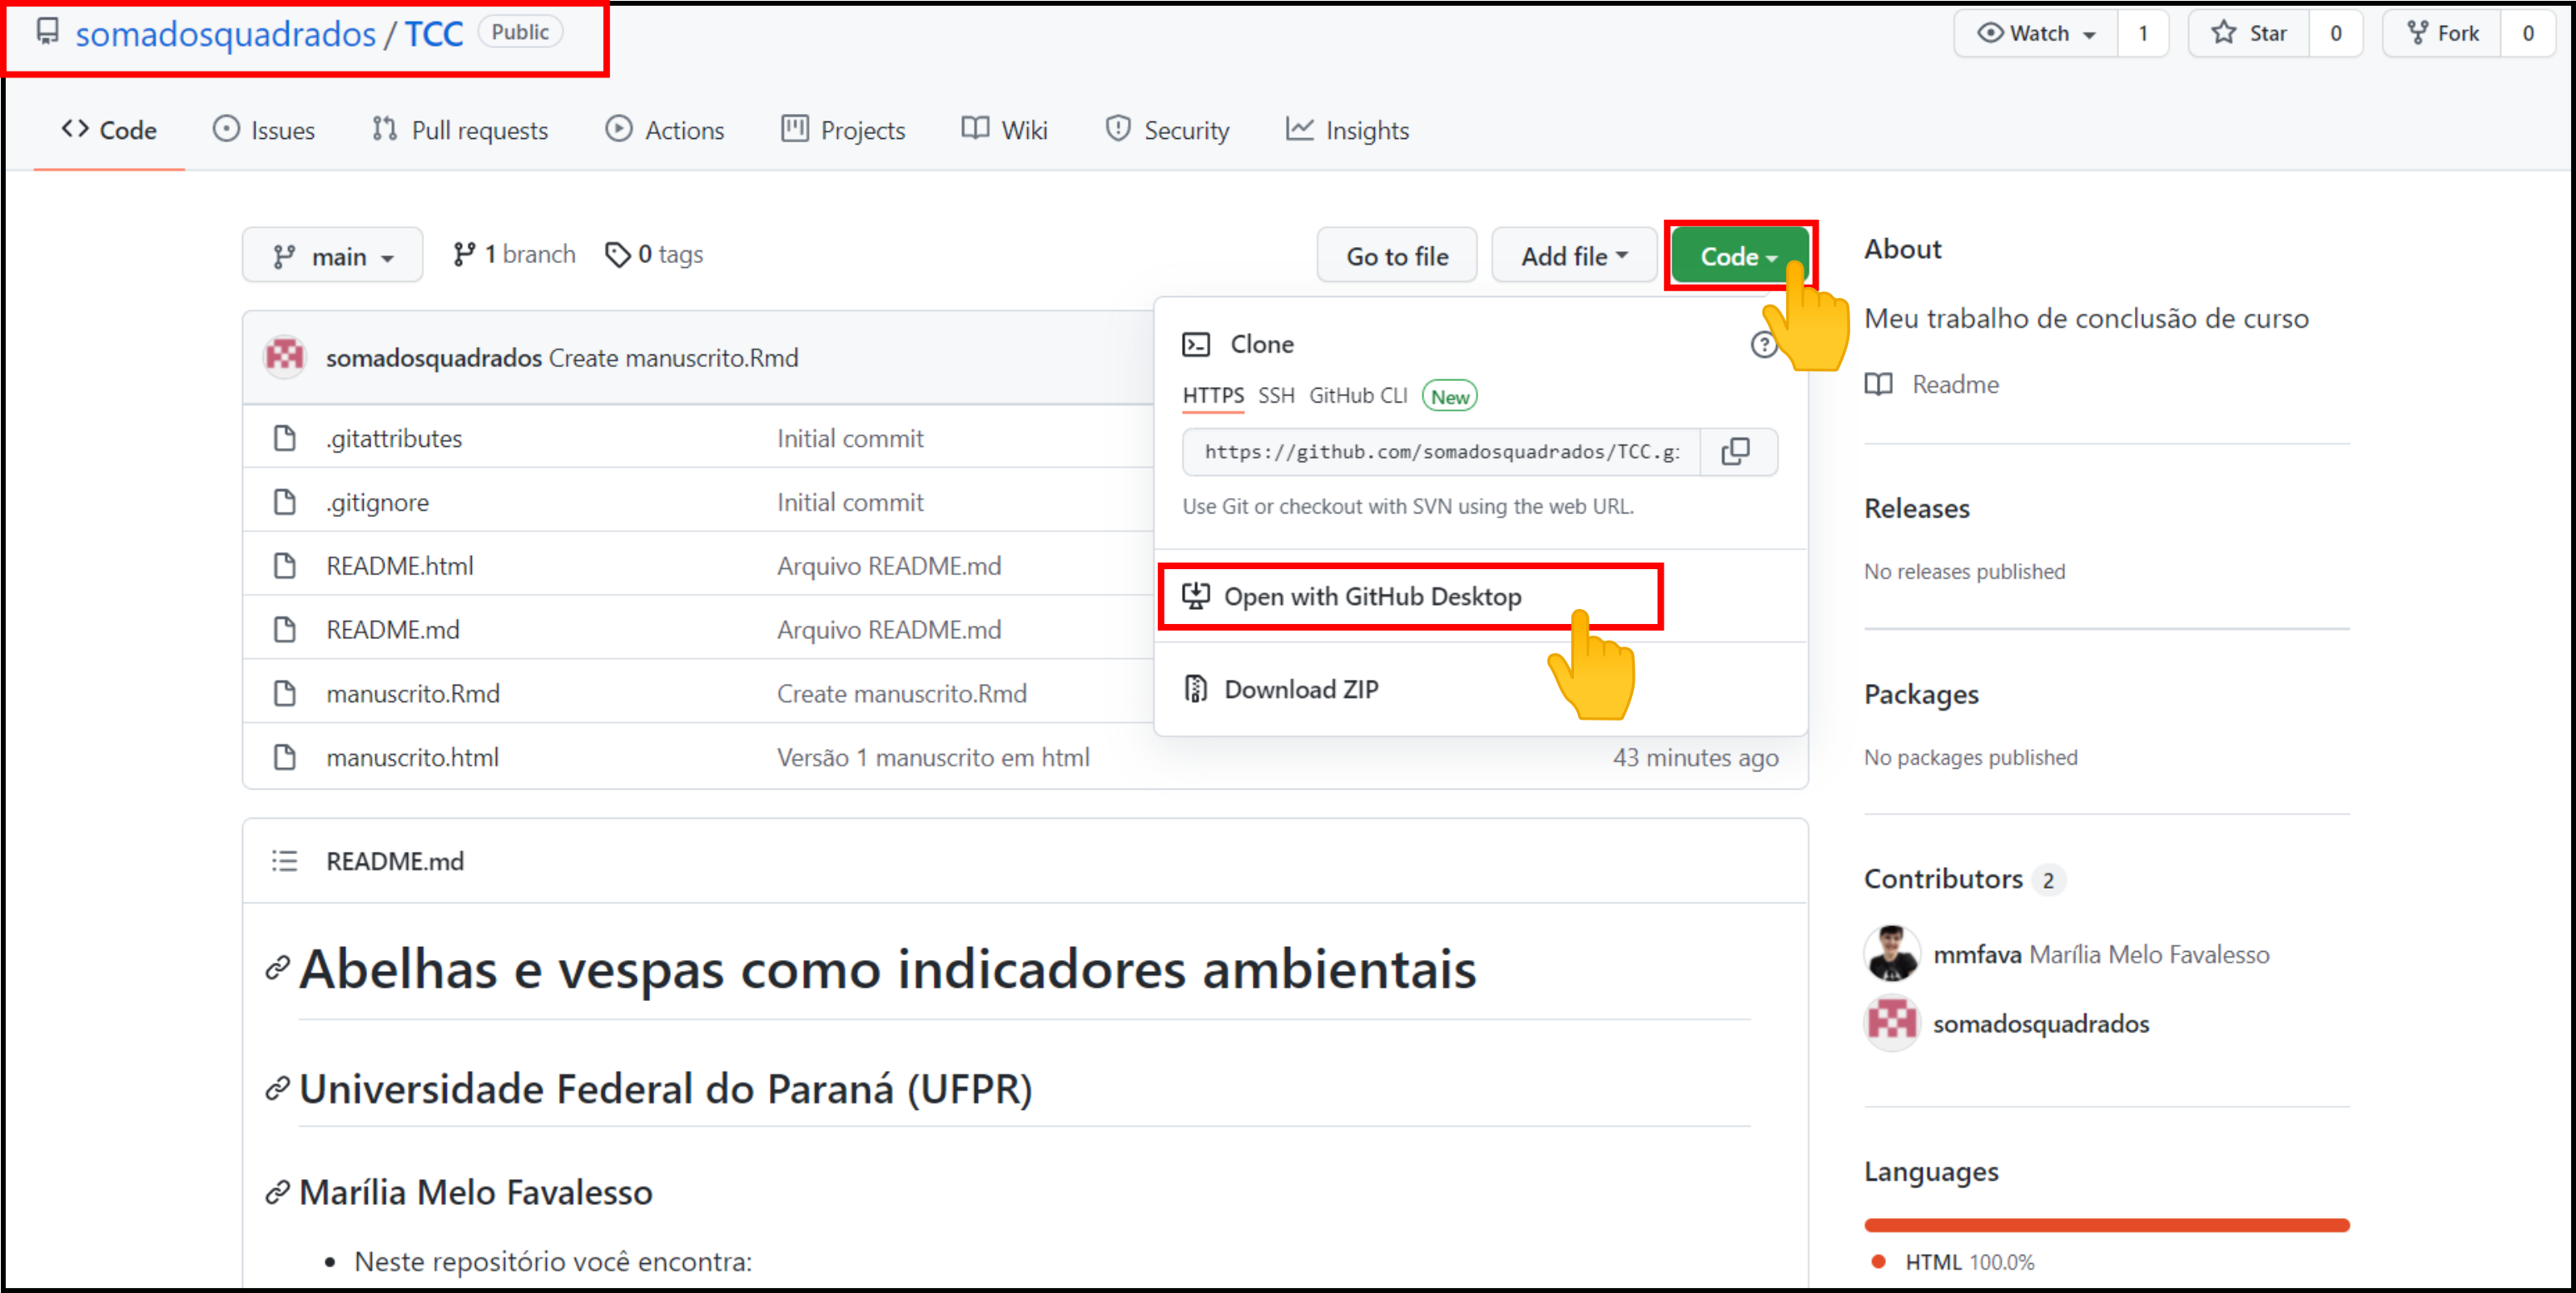 somadosquadrados / TCC Public
Watch 1 Star 0 Fork 0
Code Issues Pull requests Actions Projects Wiki Security Insights
main 1 branch 0 tags Go to file Add file Code
somadosquadrados Create manuscrito.Rmd
.gitattributes Initial commit
.gitignore Initial commit
README.html Arquivo README.md
README.md Arquivo README.md
manuscrito.Rmd Create manuscrito.Rmd
manuscrito.html Versão 1 manuscrito em html 43 minutes ago
Clone
HTTPS SSH GitHub CLI New
https://github.com/somadosquadrados/TCC.g
Use Git or checkout with SVN using the web URL.
Open with GitHub Desktop
Download ZIP
README.md
Abelhas e vespas como indicadores ambientais
Universidade Federal do Paraná (UFPR)
Marília Melo Favalesso
• Neste repositório você encontra:
About
Meu trabalho de conclusão de curso
Readme
Releases
No releases published
Packages
No packages published
Contributors 2
mmfava Marília Melo Favalesso
somadosquadrados
Languages
HTML 100.0%